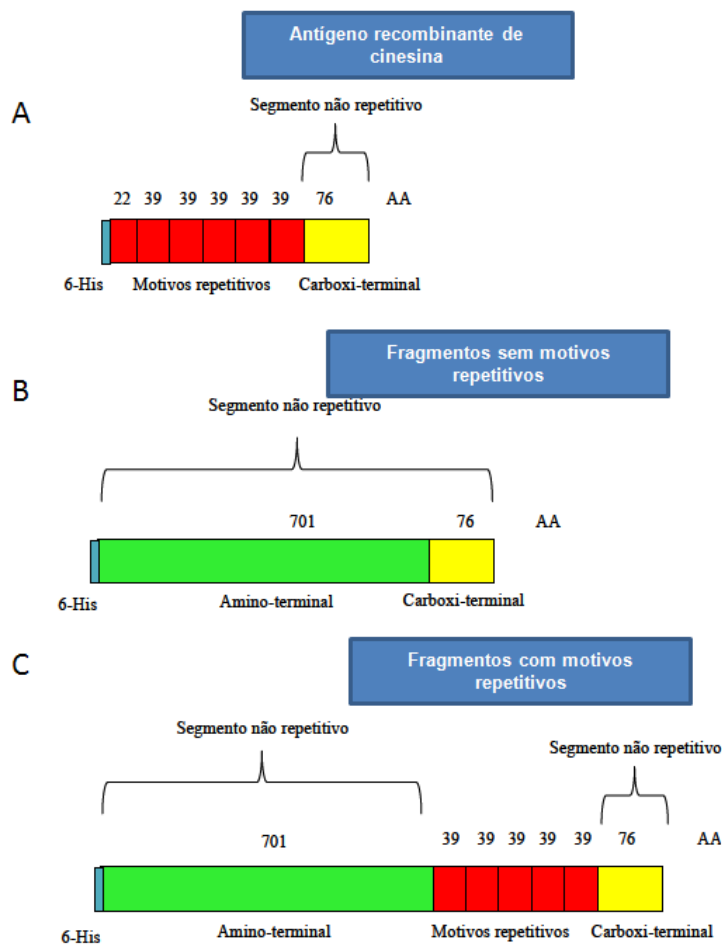 Antígeno recombinante de
cinesina
A
Segmento não repetitivo
22 39 39 39 39 39 76 AA
6-His Motivos repetitivos Carboxi-terminal
Fragmentos sem motivos
repetitivos
B
Segmento não repetitivo
701 76 AA
6-His Amino-terminal Carboxi-terminal
Fragmentos com motivos
repetitivos
C
Segmento não repetitivo
Segmento não repetitivo
701 39 39 39 39 39 76 AA
6-His Amino-terminal Motivos repetitivos Carboxi-terminal